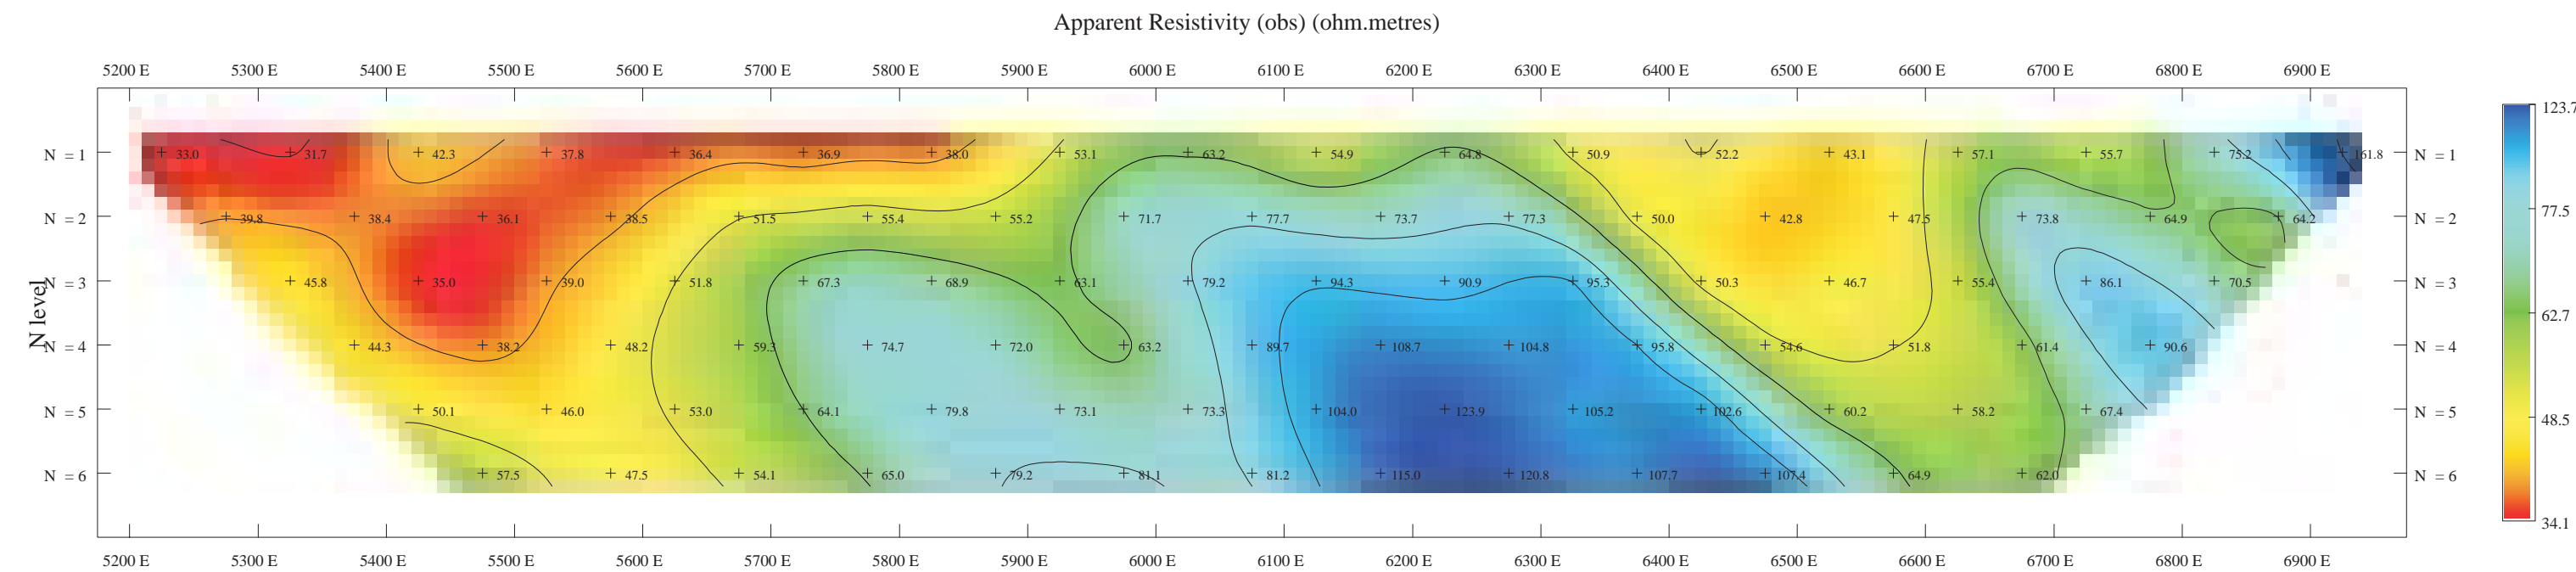 Apparent Resistivity (obs) (ohm.metres)
5200 E 5300 E 5400 E 5500 E 5600 E 5700 E 5800 E 5900 E 6000 E 6100 E 6200 E 6300 E 6400 E 6500 E 6600 E 6700 E 6800 E 6900 E
N = 1 33.0 31.7 42.3 37.8 36.4 36.9 38.0 53.1 63.2 54.9 64.8 50.9 52.2 43.1 57.1 55.7 75.2 161.8 N = 1
N = 2 39.8 38.4 36.1 38.5 51.5 55.4 55.2 71.7 77.7 73.7 77.3 50.0 42.8 47.5 73.8 64.9 64.2 N = 2
N = 3 45.8 35.0 39.0 51.8 67.3 68.9 63.1 79.2 94.3 90.9 95.3 50.3 46.7 55.4 86.1 70.5 N = 3
N = 4 44.3 38.2 48.2 59.3 74.7 72.0 63.2 89.7 108.7 104.8 95.8 54.6 51.8 61.4 90.6 N = 4
N = 5 50.1 46.0 53.0 64.1 79.8 73.1 73.3 104.0 123.9 105.2 102.6 60.2 58.2 67.4 N = 5
N = 6 57.5 47.5 54.1 65.0 79.2 81.1 81.2 115.0 120.8 107.7 107.4 64.9 62.0 N = 6
N level
5200 E 5300 E 5400 E 5500 E 5600 E 5700 E 5800 E 5900 E 6000 E 6100 E 6200 E 6300 E 6400 E 6500 E 6600 E 6700 E 6800 E 6900 E
123.7
77.5
62.7
48.5
34.1